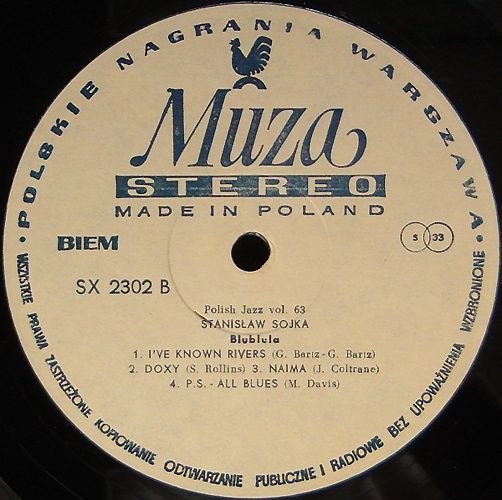 POLSKIE NAGRANIA WARSZAWA
Muza
STEREO
MADE IN POLAND
BIEM
S 33
SX 2302 B
Polish Jazz vol. 63
STANISŁAW SOJKA
Blublula
1. I'VE KNOWN RIVERS (G. Bartz-G. Bartz)
2. DOXY (S. Rollins) 3. NAIMA (J. Coltrane)
4. P.S.-ALL BLUES (M. Davis)
WSZYSTKIE PRAWA ZASTRZEŻONE KOPIOWANIE ODTWARZANIE PUBLICZNE I RADIOWE BEZ UPOWAŻNIENIA WZBRONIONE